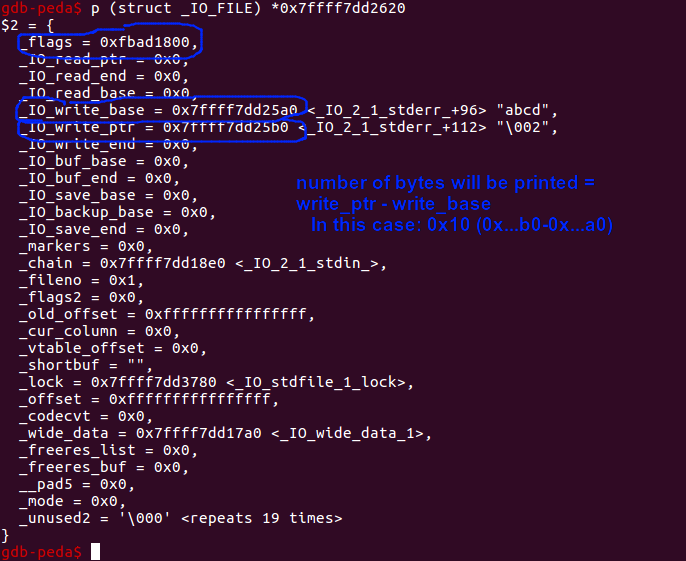 gdb-peda$ p (struct _IO_FILE) *0x7ffff7dd2620
$2 = {
_flags = 0xfbad1800,
_IO_read_ptr = 0x0,
_IO_read_end = 0x0,
_IO_read_base = 0x0,
_IO_write_base = 0x7ffff7dd25a0 <_IO_2_1_stderr_+96> "abcd",
_IO_write_ptr = 0x7ffff7dd25b0 <_IO_2_1_stderr_+112> "\002",
_IO_write_end = 0x0,
_IO_buf_base = 0x0,
_IO_buf_end = 0x0,
_IO_save_base = 0x0,
_IO_backup_base = 0x0,
_IO_save_end = 0x0,
number of bytes will be printed =
write_ptr - write_base
In this case: 0x10 (0x...b0-0x...a0)
_markers = 0x0,
_chain = 0x7ffff7dd18e0 <_IO_2_1_stdin_>,
_fileno = 0x1,
_flags2 = 0x0,
_old_offset = 0xffffffffffffffff,
_cur_column = 0x0,
_vtable_offset = 0x0,
_shortbuf = "",
_lock = 0x7ffff7dd3780 <_IO_stdfile_1_lock>,
_offset = 0xffffffffffffffff,
_codecvt = 0x0,
_wide_data = 0x7ffff7dd17a0 <_IO_wide_data_1>,
_freeres_list = 0x0,
_freeres_buf = 0x0,
__pad5 = 0x0,
_mode = 0x0,
_unused2 = '\000' <repeats 19 times>
}
gdb-peda$